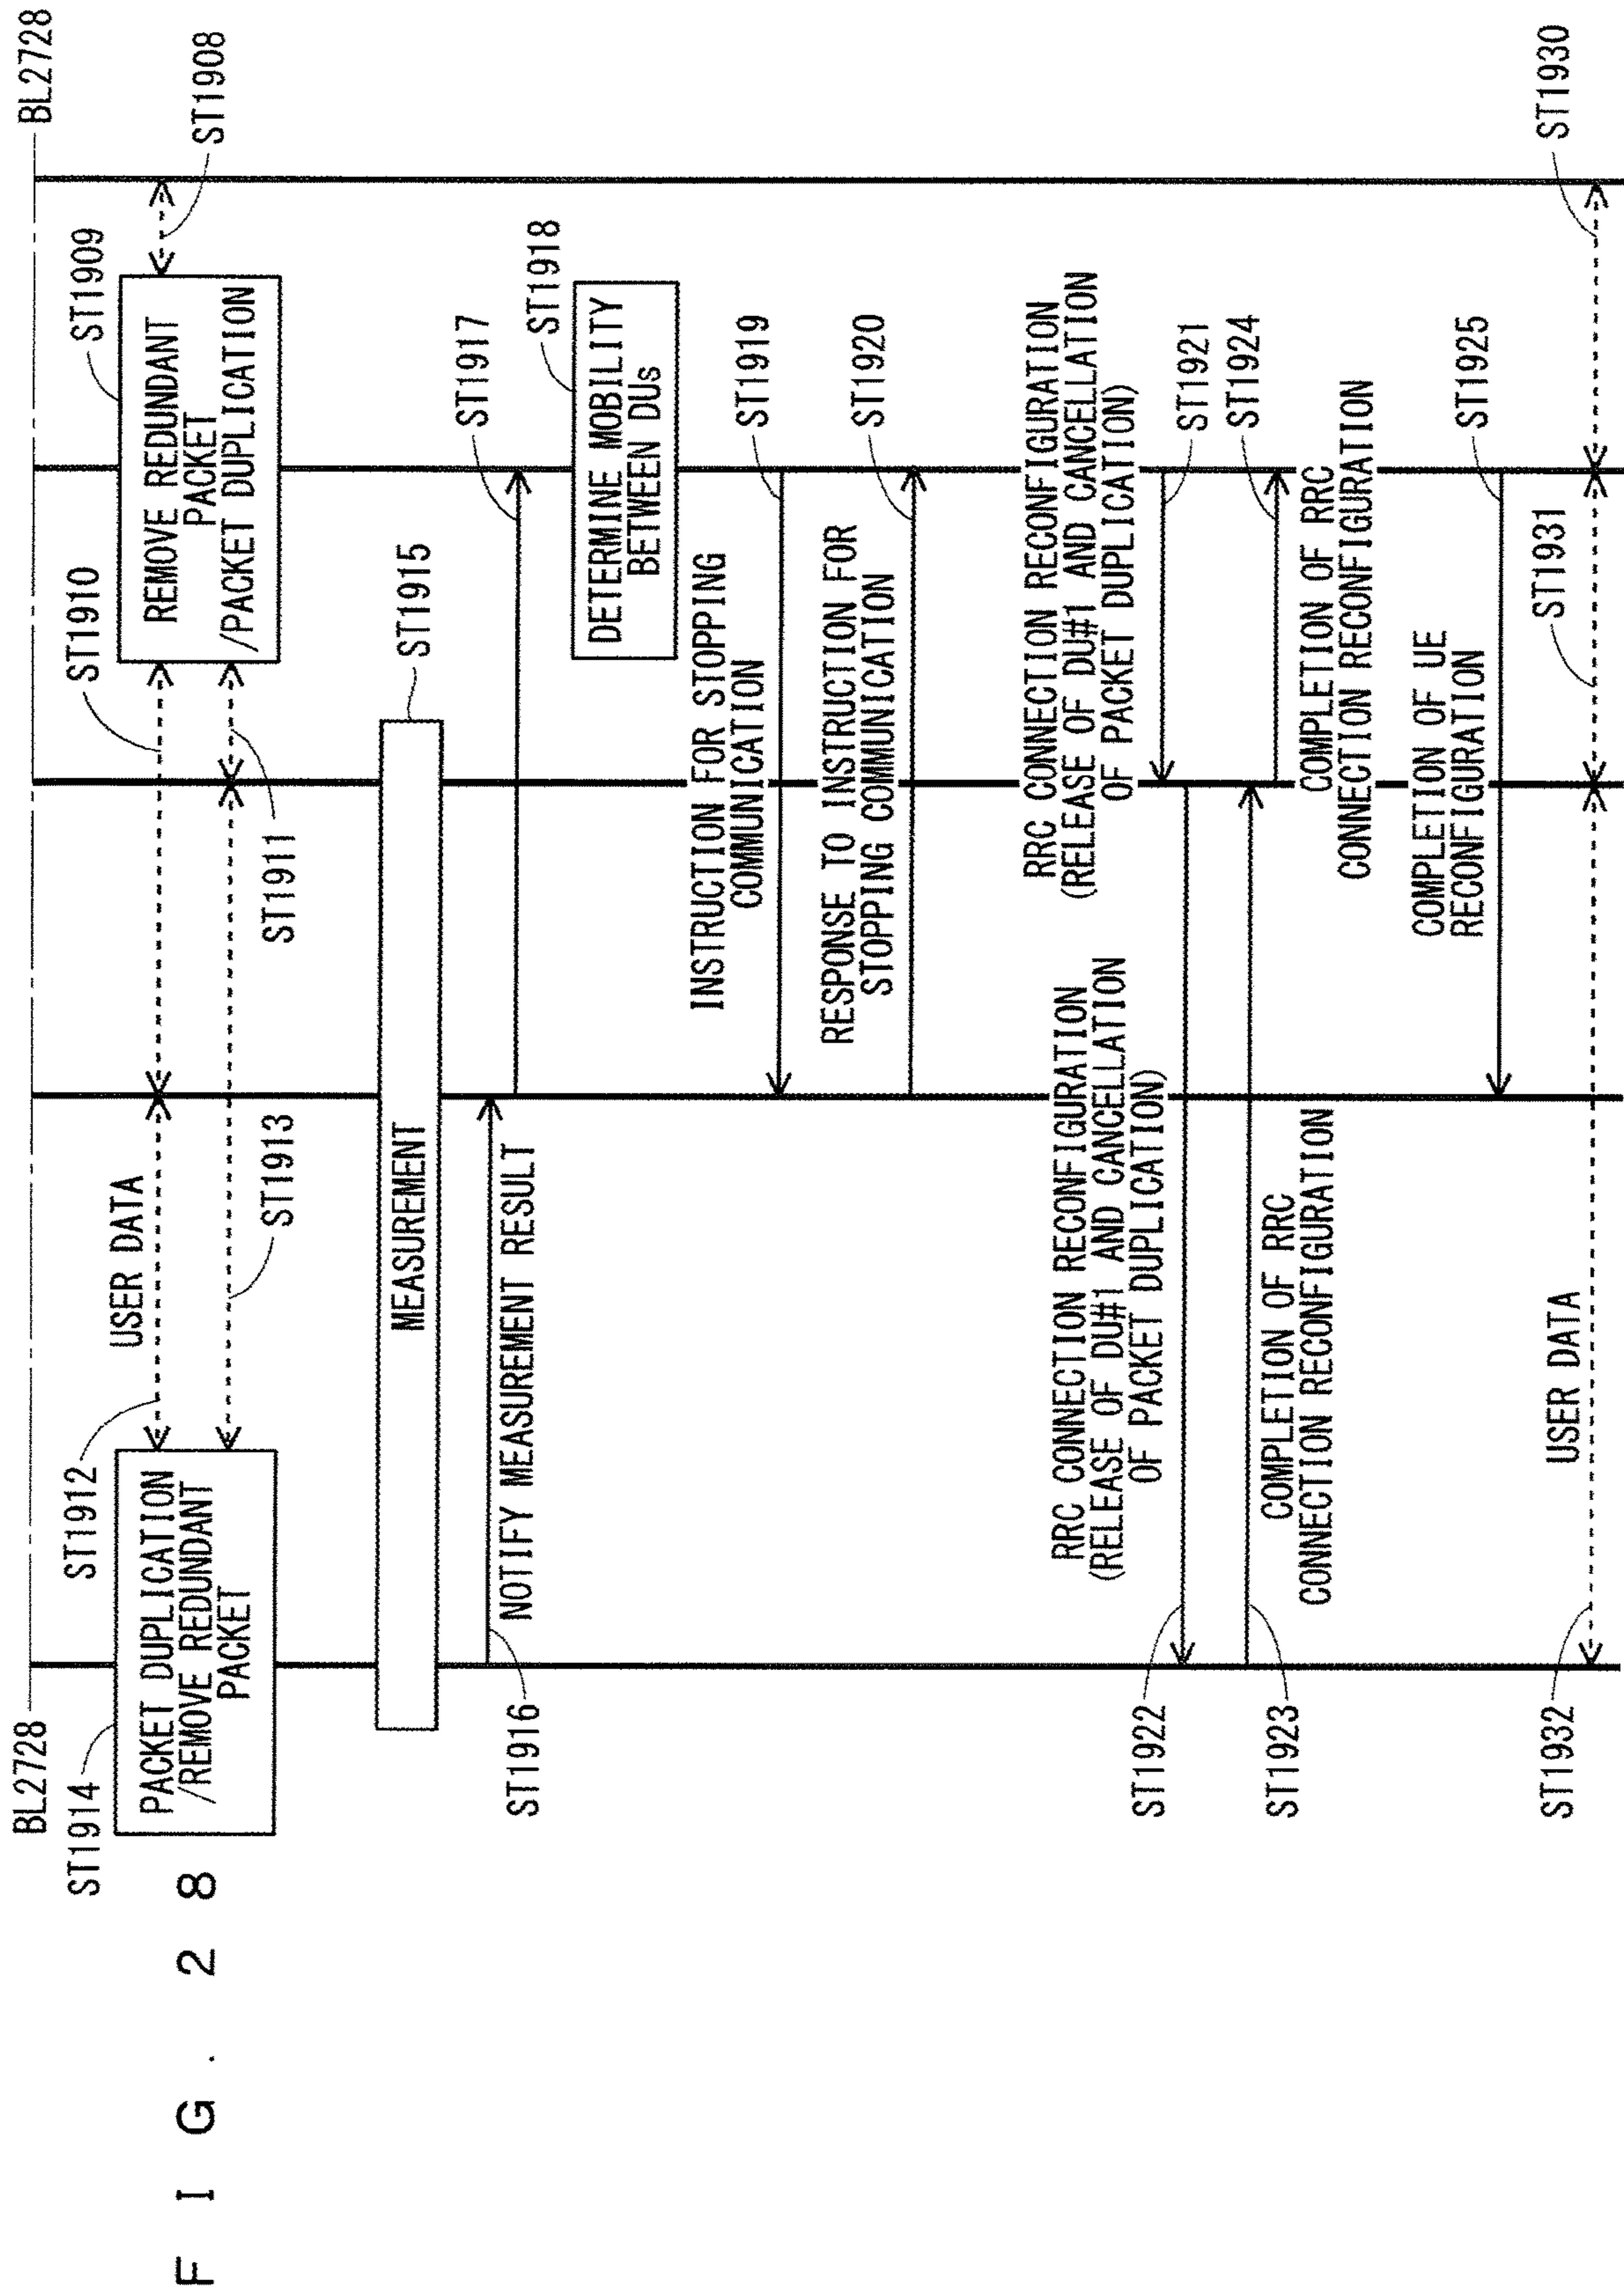 FIG. 28
BL2728
BL2728
ST1914
PACKET DUPLICATION
/REMOVE REDUNDANT
PACKET
ST1912
USER DATA
ST1913
ST1910
ST1911
ST1909
REMOVE REDUNDANT
PACKET
/PACKET DUPLICATION
ST1908
MEASUREMENT
ST1915
ST1916
NOTIFY MEASUREMENT RESULT
ST1917
ST1918
DETERMINE MOBILITY
BETWEEN DUs
INSTRUCTION FOR STOPPING
COMMUNICATION
ST1919
RESPONSE TO INSTRUCTION FOR
STOPPING COMMUNICATION
ST1920
RRC CONNECTION RECONFIGURATION
(RELEASE OF DU#1 AND CANCELLATION
OF PACKET DUPLICATION)
ST1921
RRC CONNECTION RECONFIGURATION
(RELEASE OF DU#1 AND CANCELLATION
OF PACKET DUPLICATION)
ST1922
ST1923
COMPLETION OF RRC
CONNECTION RECONFIGURATION
ST1924
COMPLETION OF RRC
CONNECTION RECONFIGURATION
COMPLETION OF UE
RECONFIGURATION
ST1925
ST1932
USER DATA
ST1931
ST1930